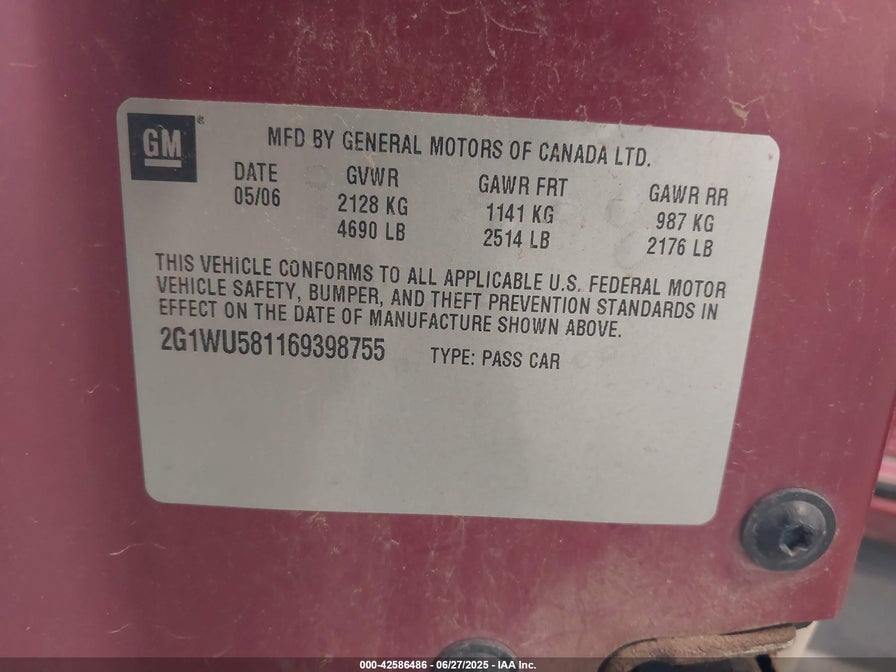 GM®
MFD BY GENERAL MOTORS OF CANADA LTD.
DATE GVWR GAWR FRT GAWR RR
05/06 2128 KG 1141 KG 987 KG
4690 LB 2514 LB 2176 LB
THIS VEHICLE CONFORMS TO ALL APPLICABLE U.S. FEDERAL MOTOR
VEHICLE SAFETY, BUMPER, AND THEFT PREVENTION STANDARDS IN
EFFECT ON THE DATE OF MANUFACTURE SHOWN ABOVE.
2G1WU581169398755 TYPE: PASS CAR
000-42586486 - 06/27/2025 - IAA Inc.